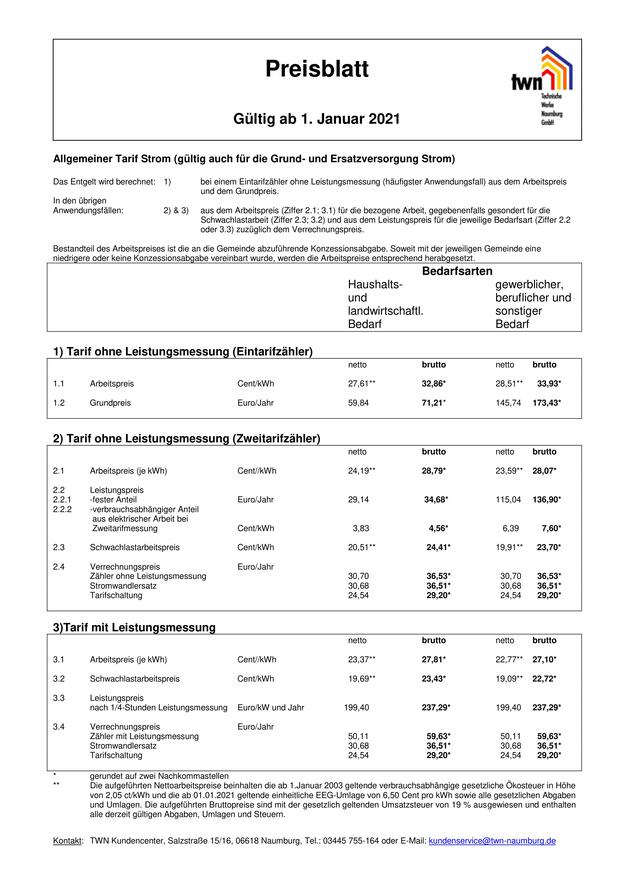 Preisblatt
twn
Technische
Werke
Naumburg
GmbH
Gültig ab 1. Januar 2021
Allgemeiner Tarif Strom (gültig auch für die Grund- und Ersatzversorgung Strom)
Das Entgelt wird berechnet: 1) bei einem Eintarifzähler ohne Leistungsmessung (häufigster Anwendungsfall) aus dem Arbeitspreis
und dem Grundpreis.
In den übrigen
Anwendungsfällen: 2) & 3) aus dem Arbeitspreis (Ziffer 2.1; 3.1) für die bezogene Arbeit, gegebenenfalls gesondert für die
Schwachlastarbeit (Ziffer 2.3; 3.2) und aus dem Leistungspreis für die jeweilige Bedarfsart (Ziffer 2.2
oder 3.3) zuzüglich dem Verrechnungspreis.
Bestandteil des Arbeitspreises ist die an die Gemeinde abzuführende Konzessionsabgabe. Soweit mit der jeweiligen Gemeinde eine
niedrigere oder keine Konzessionsabgabe vereinbart wurde, werden die Arbeitspreise entsprechend herabgesetzt.
Bedarfsarten
Haushalts- gewerblicher,
und beruflicher und
landwirtschaftl. sonstiger
Bedarf Bedarf
1) Tarif ohne Leistungsmessung (Eintarifzähler)
netto brutto netto brutto
1.1 Arbeitspreis Cent/kWh 27,61** 32,86* 28,51** 33,93*
1.2 Grundpreis Euro/Jahr 59,84 71,21* 145,74 173,43*
2) Tarif ohne Leistungsmessung (Zweitarifzähler)
netto brutto netto brutto
2.1 Arbeitspreis (je kWh) Cent//kWh 24,19** 28,79* 23,59** 28,07*
2.2 Leistungspreis
2.2.1 -fester Anteil Euro/Jahr 29,14 34,68* 115,04 136,90*
2.2.2 -verbrauchsabhängiger Anteil
aus elektrischer Arbeit bei
Zweitarifmessung Cent/kWh 3,83 4,56* 6,39 7,60*
2.3 Schwachlastarbeitspreis Cent/kWh 20,51** 24,41* 19,91** 23,70*
2.4 Verrechnungspreis Euro/Jahr
Zähler ohne Leistungsmessung 30,70 36,53* 30,70 36,53*
Stromwandlersatz 30,68 36,51* 30,68 36,51*
Tarifschaltung 24,54 29,20* 24,54 29,20*
3)Tarif mit Leistungsmessung
netto brutto netto brutto
3.1 Arbeitspreis (je kWh) Cent//kWh 23,37** 27,81* 22,77** 27,10*
3.2 Schwachlastarbeitspreis Cent/kWh 19,69** 23,43* 19,09** 22,72*
3.3 Leistungspreis
nach 1/4-Stunden Leistungsmessung Euro/kW und Jahr 199,40 237,29* 199,40 237,29*
3.4 Verrechnungspreis Euro/Jahr
Zähler mit Leistungsmessung 50,11 59,63* 50,11 59,63*
Stromwandlersatz 30,68 36,51* 30,68 36,51*
Tarifschaltung 24,54 29,20* 24,54 29,20*
* gerundet auf zwei Nachkommastellen
** Die aufgeführten Nettoarbeitspreise beinhalten die ab 1.Januar 2003 geltende verbrauchsabhängige gesetzliche Ökosteuer in Höhe
von 2,05 ct/kWh und die ab 01.01.2021 geltende einheitliche EEG-Umlage von 6,50 Cent pro kWh sowie alle gesetzlichen Abgaben
und Umlagen. Die aufgeführten Bruttopreise sind mit der gesetzlich geltenden Umsatzsteuer von 19 % ausgewiesen und enthalten
alle derzeit gültigen Abgaben, Umlagen und Steuern.
Kontakt: TWN Kundencenter, Salzstraße 15/16, 06618 Naumburg, Tel.: 03445 755-164 oder E-Mail: kundenservice@twn-naumburg.de